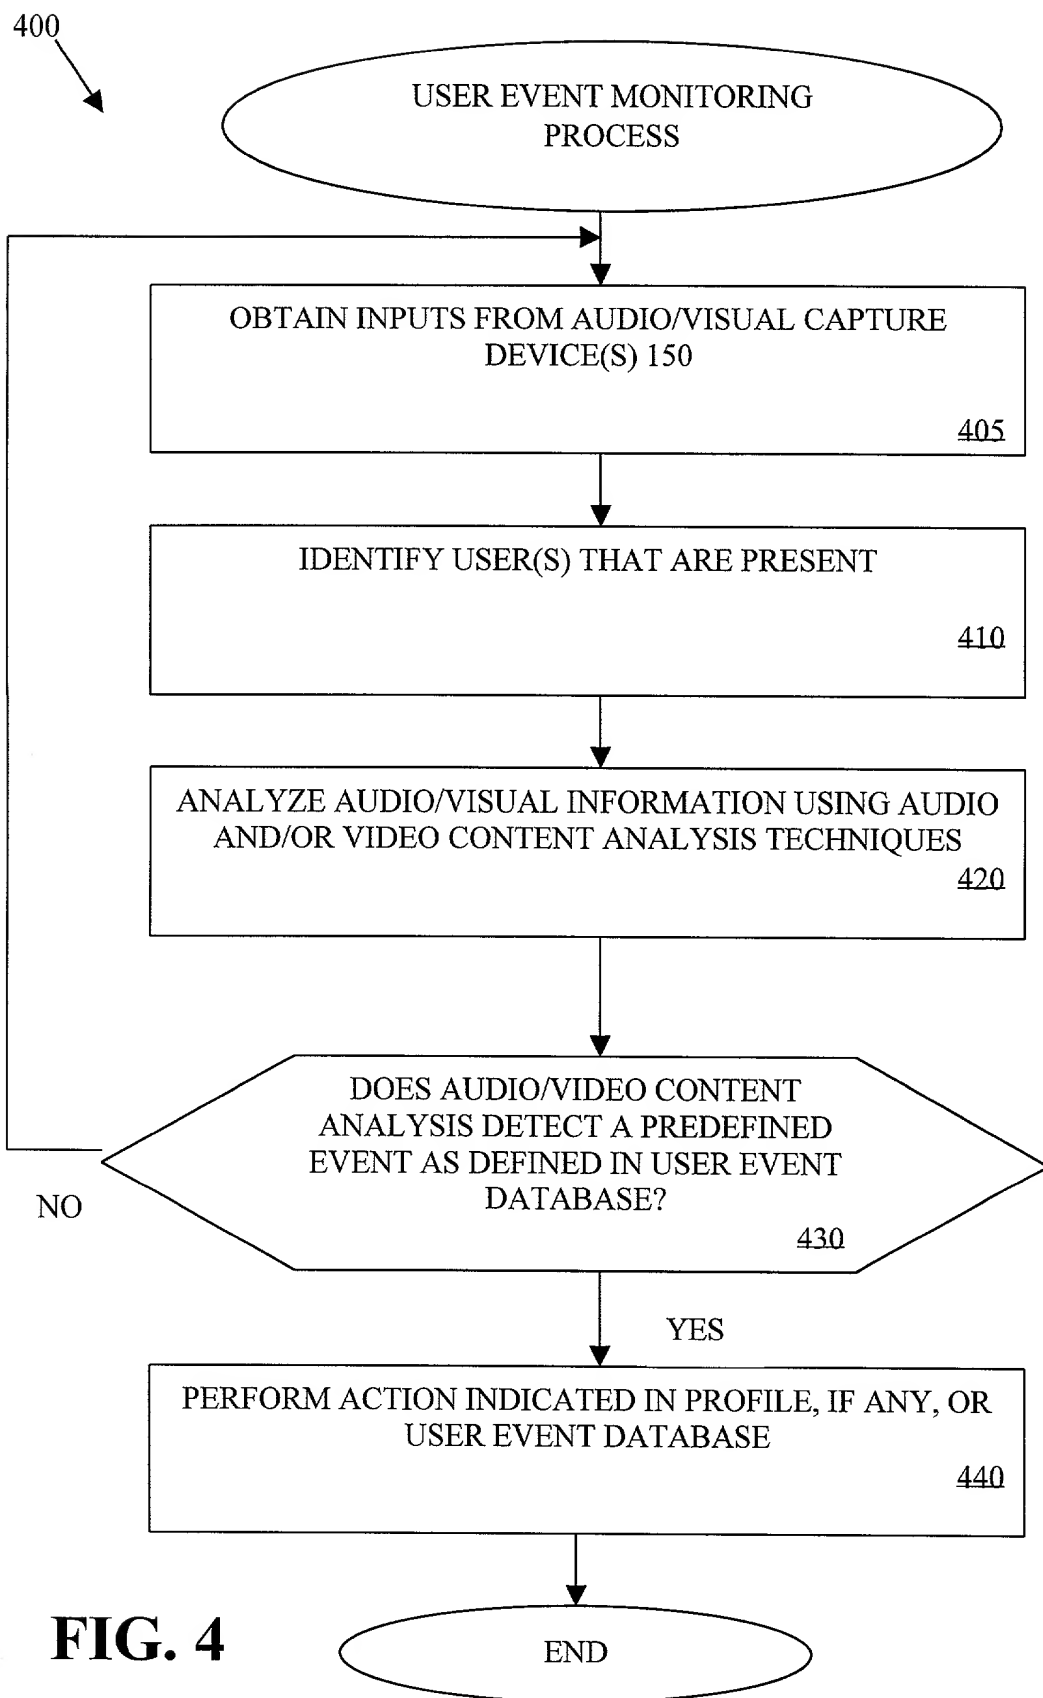 400
USER EVENT MONITORING
PROCESS
OBTAIN INPUTS FROM AUDIO/VISUAL CAPTURE
DEVICE(S) 150
405
IDENTIFY USER(S) THAT ARE PRESENT
410
ANALYZE AUDIO/VISUAL INFORMATION USING AUDIO
AND/OR VIDEO CONTENT ANALYSIS TECHNIQUES
420
DOES AUDIO/VIDEO CONTENT
ANALYSIS DETECT A PREDEFINED
EVENT AS DEFINED IN USER EVENT
DATABASE?
430
NO
YES
PERFORM ACTION INDICATED IN PROFILE, IF ANY, OR
USER EVENT DATABASE
440
END
FIG. 4